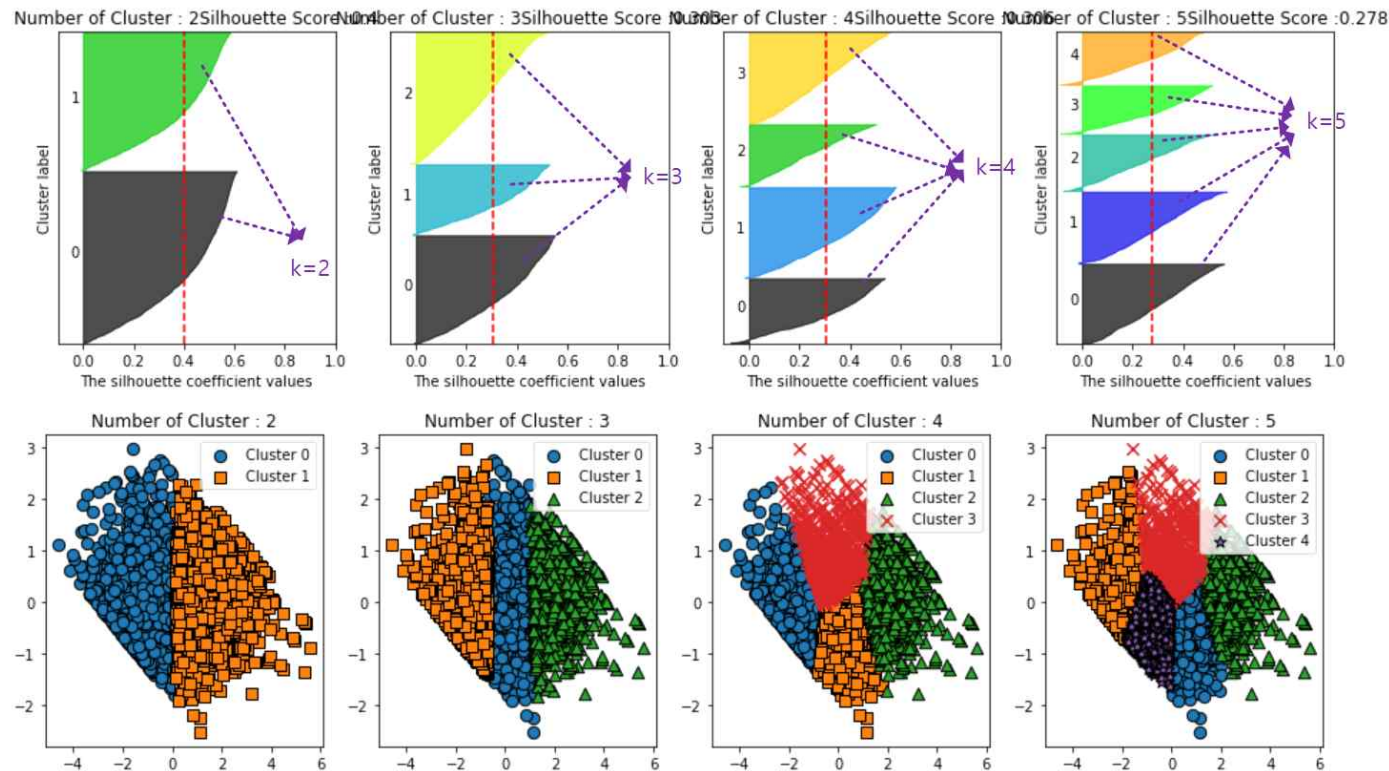 Number of Cluster : 2Silhouette Score :0.4
Number of Cluster : 3Silhouette Score :0.303
Number of Cluster : 4Silhouette Score :0.306
Number of Cluster : 5Silhouette Score :0.278
Cluster label
1
0
k=2
0.0 0.2 0.4 0.6 0.8 1.0
The silhouette coefficient values
Cluster label
2
1
0
k=3
0.0 0.2 0.4 0.6 0.8 1.0
The silhouette coefficient values
Cluster label
3
2
1
0
k=4
0.0 0.2 0.4 0.6 0.8 1.0
The silhouette coefficient values
Cluster label
4
3
2
1
0
k=5
0.0 0.2 0.4 0.6 0.8 1.0
The silhouette coefficient values
Number of Cluster : 2
Cluster 0
Cluster 1
3
2
1
0
−1
−2
−4 −2 0 2 4 6
Number of Cluster : 3
Cluster 0
Cluster 1
Cluster 2
3
2
1
0
−1
−2
−4 −2 0 2 4 6
Number of Cluster : 4
Cluster 0
Cluster 1
Cluster 2
Cluster 3
3
2
1
0
−1
−2
−4 −2 0 2 4 6
Number of Cluster : 5
Cluster 0
Cluster 1
Cluster 2
Cluster 3
Cluster 4
3
2
1
0
−1
−2
−4 −2 0 2 4 6